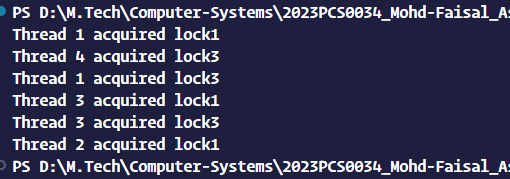 PS D:\M.Tech\Computer-Systems\2023PCS0034_Mohd-Faisal_As
Thread 1 acquired lock1
Thread 4 acquired lock3
Thread 1 acquired lock3
Thread 3 acquired lock1
Thread 3 acquired lock3
Thread 2 acquired lock1
PS D:\M.Tech\Computer-Systems\2023PCS0034_Mohd-Faisal_As